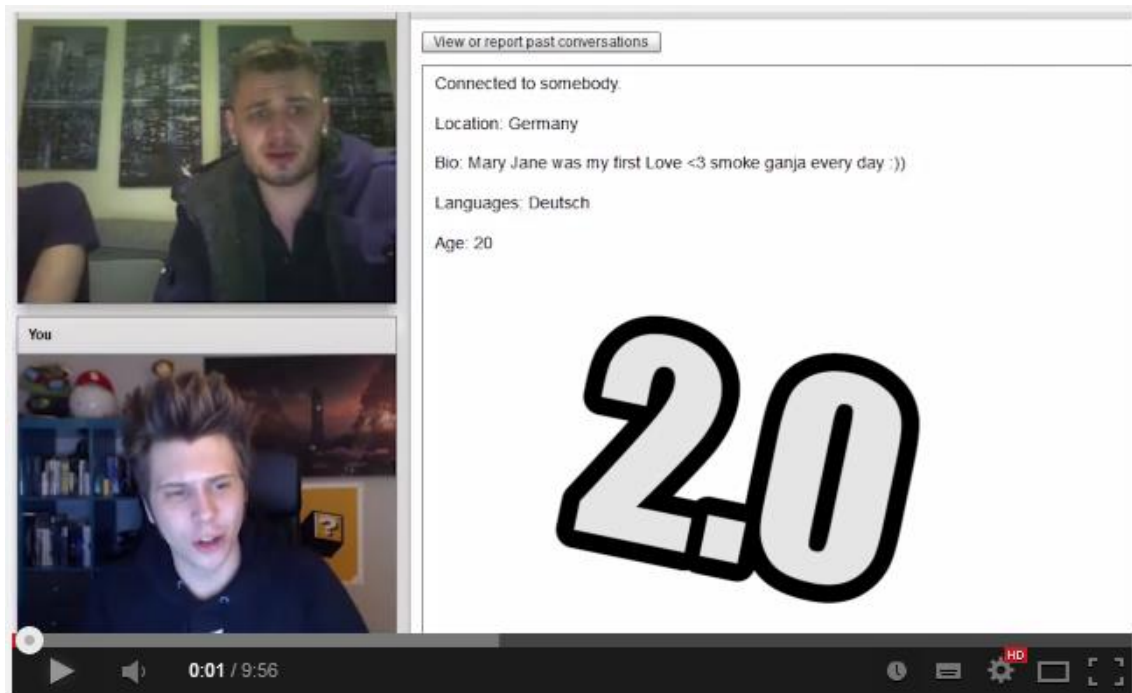 View or report past conversations
Connected to somebody.
Location: Germany
Bio: Mary Jane was my first Love <3 smoke ganja every day :))
Languages: Deutsch
Age: 20
You
2.0
?
0:01 / 9:56
HD